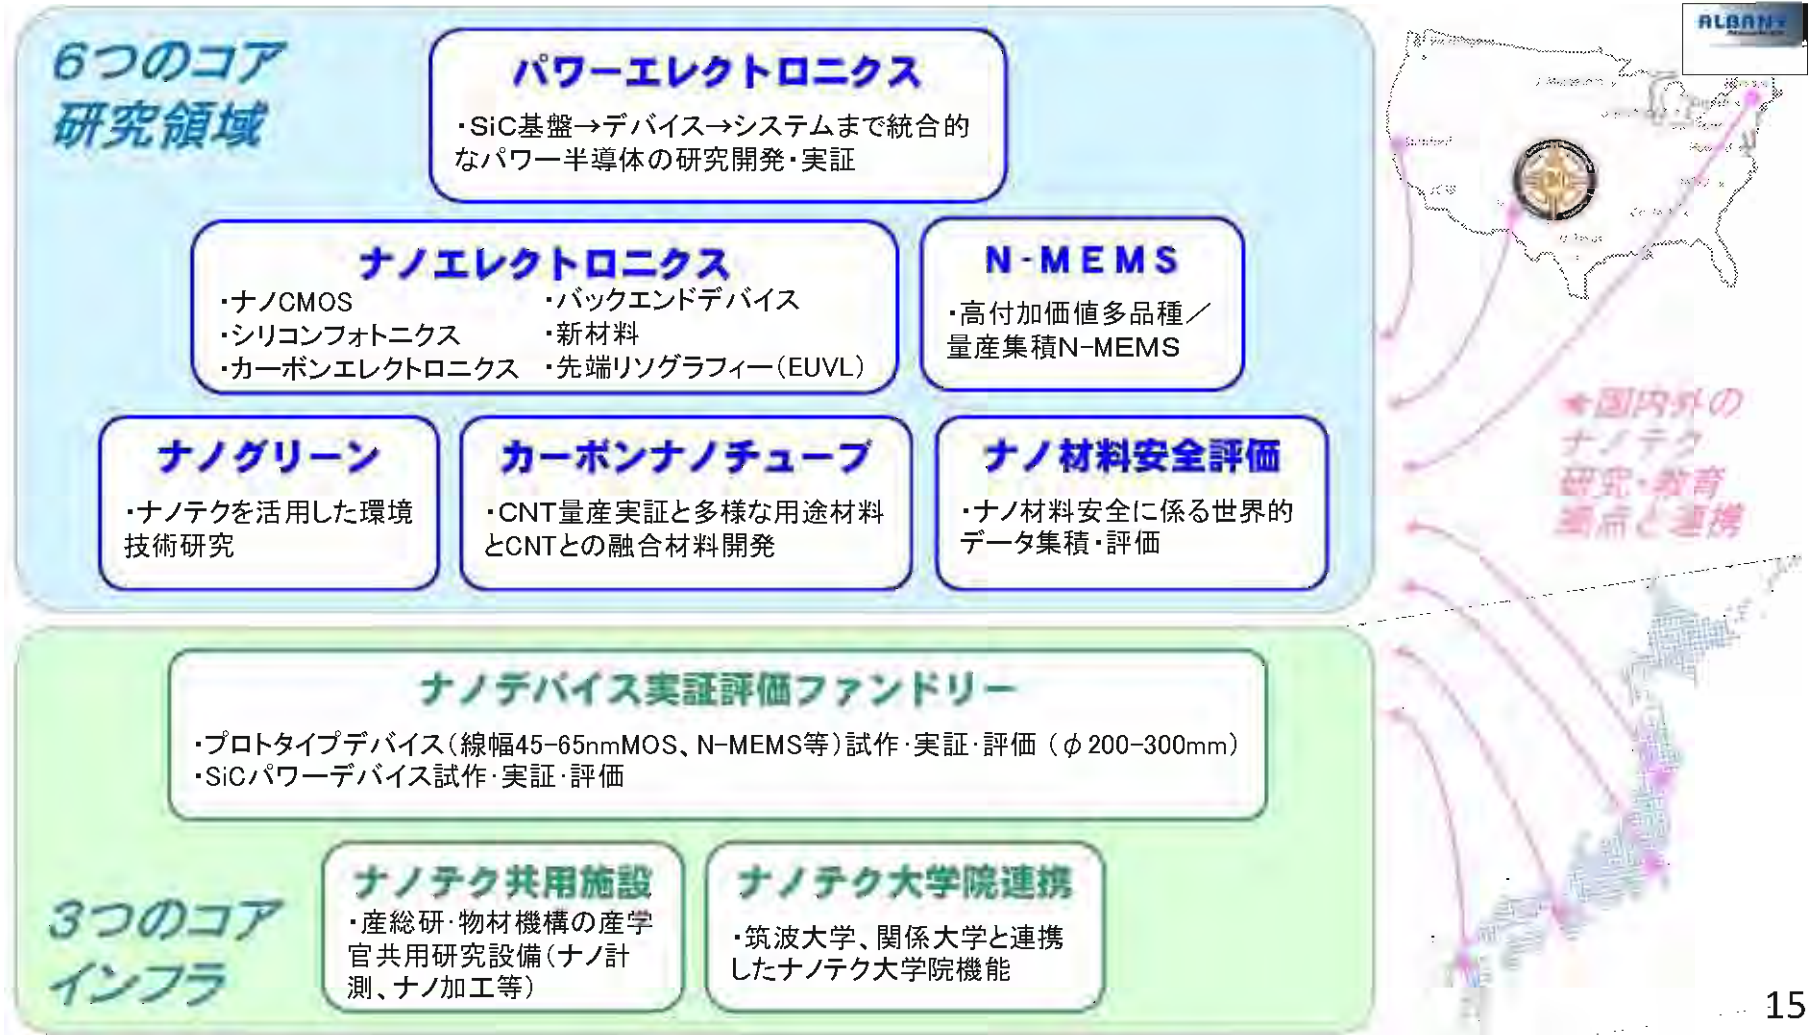 6つのコア
研究領域
パワーエレクトロニクス
・SiC基盤→デバイス→システムまで統合的
なパワー半導体の研究開発・実証
ナノエレクトロニクス
・ナノCMOS
・シリコンフォトニクス
・カーボンエレクトロニクス
・バックエンドデバイス
・新材料
・先端リソグラフィー(EUVL)
N-MEMS
・高付加価値多品種／
量産集積N-MEMS
ナノグリーン
・ナノテクを活用した環境
技術研究
カーボンナノチューブ
・CNT量産実証と多様な用途材料
とCNTとの融合材料開発
ナノ材料安全評価
・ナノ材料安全に係る世界的
データ集積・評価
ALBANY
★国内外の
ナノテク
研究・教育
拠点と連携
ナノデバイス実証評価ファンドリー
・プロトタイプデバイス(線幅45-65nmMOS、N-MEMS等)試作・実証・評価(φ200-300mm)
・SiCパワーデバイス試作・実証・評価
3つのコア
インフラ
ナノテク共用施設
・産総研・物材機構の産学
官共用研究設備(ナノ計
測、ナノ加工等)
ナノテク大学院連携
・筑波大学、関係大学と連携
したナノテク大学院機能
15